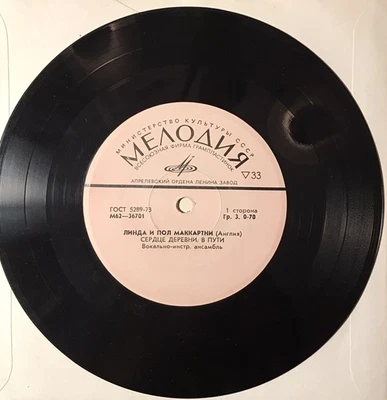 МИНИСТЕРСТВО КУЛЬТУРЫ СССР
МЕЛОДИЯ
ВСЕСОЮЗНАЯ ФИРМА ГРАМПЛАСТИНОК
▽33
АПРЕЛЕВСКИЙ ОРДЕНА ЛЕНИНА ЗАВОД
ГОСТ 5289-73 1 сторона
М62—36701 Гр. 3. 0-70
ЛИНДА И ПОЛ МАККАРТНИ (Англия)
СЕРДЦЕ ДЕРЕВНИ. В ПУТИ
Вокально-инстр. ансамбль